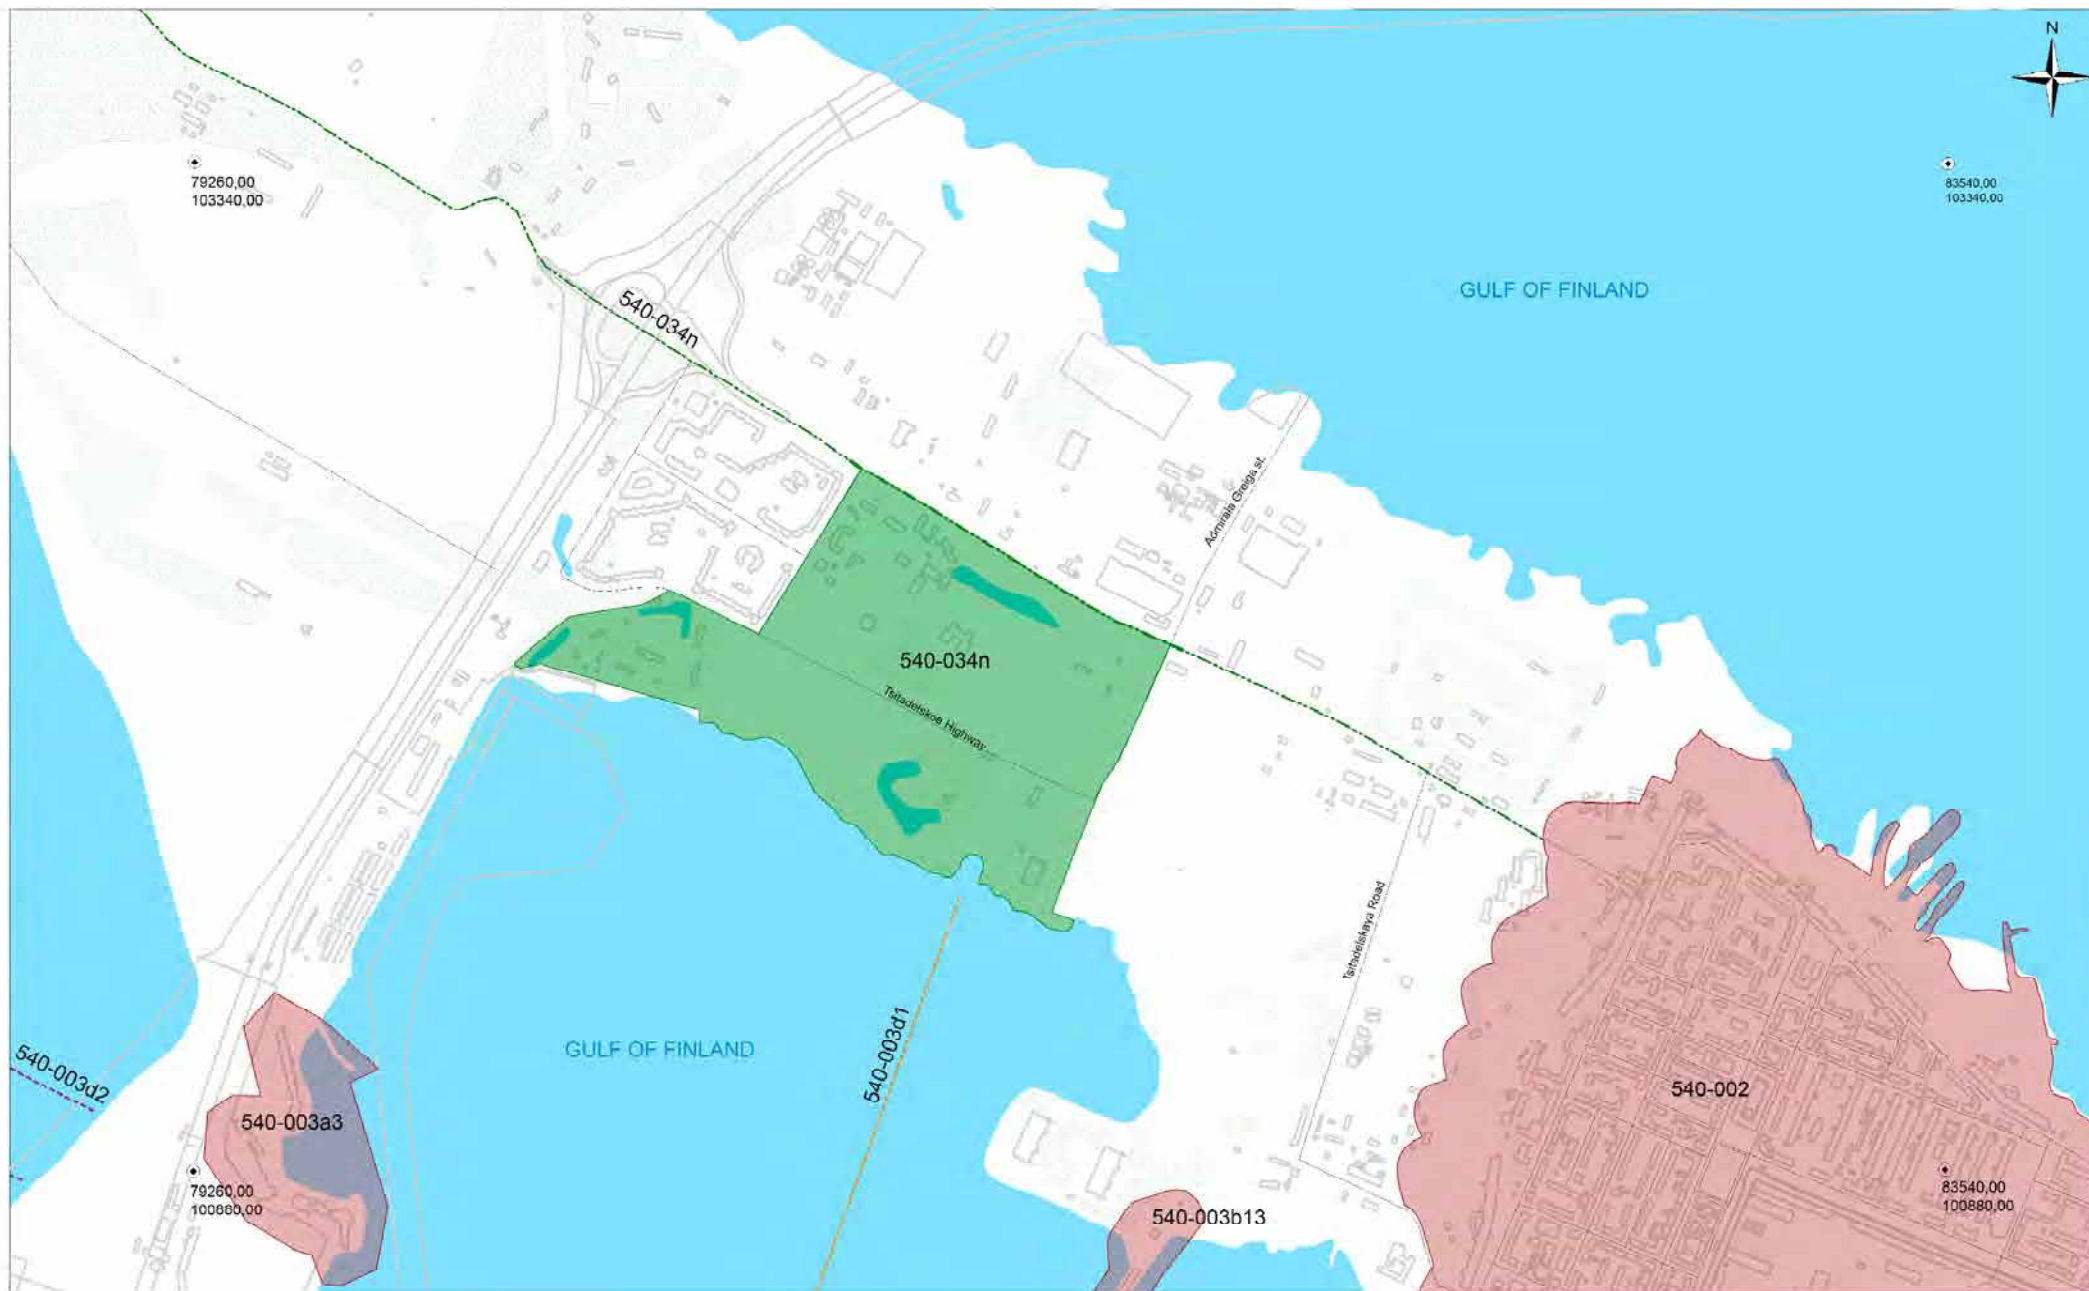 N
79260,00
103340,00
83540,00
103340,00
GULF OF FINLAND
540-034n
Admirala Greiga st.
540-034n
Tsitadelskoe Highway
Tsitadelskaya Road
540-003d1
GULF OF FINLAND
540-003d2
540-002
540-003a3
79260,00
100880,00
83540,00
100880,00
540-003b13